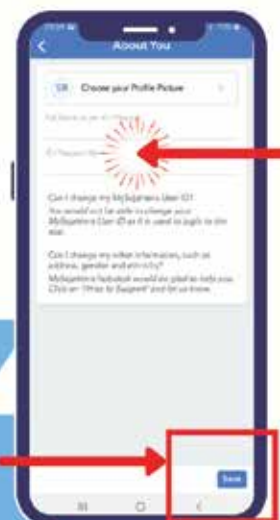 About You
SR Choose your Profile Picture
Can I change my MySejahtera User ID?
You would not be able to change your
MySejahtera User ID as it is used to login to the
app.
Can I change my other information, such as
address, gender and ethnicity?
MySejahtera helpdesk would be glad to help you.
Click on and let us know.
Save